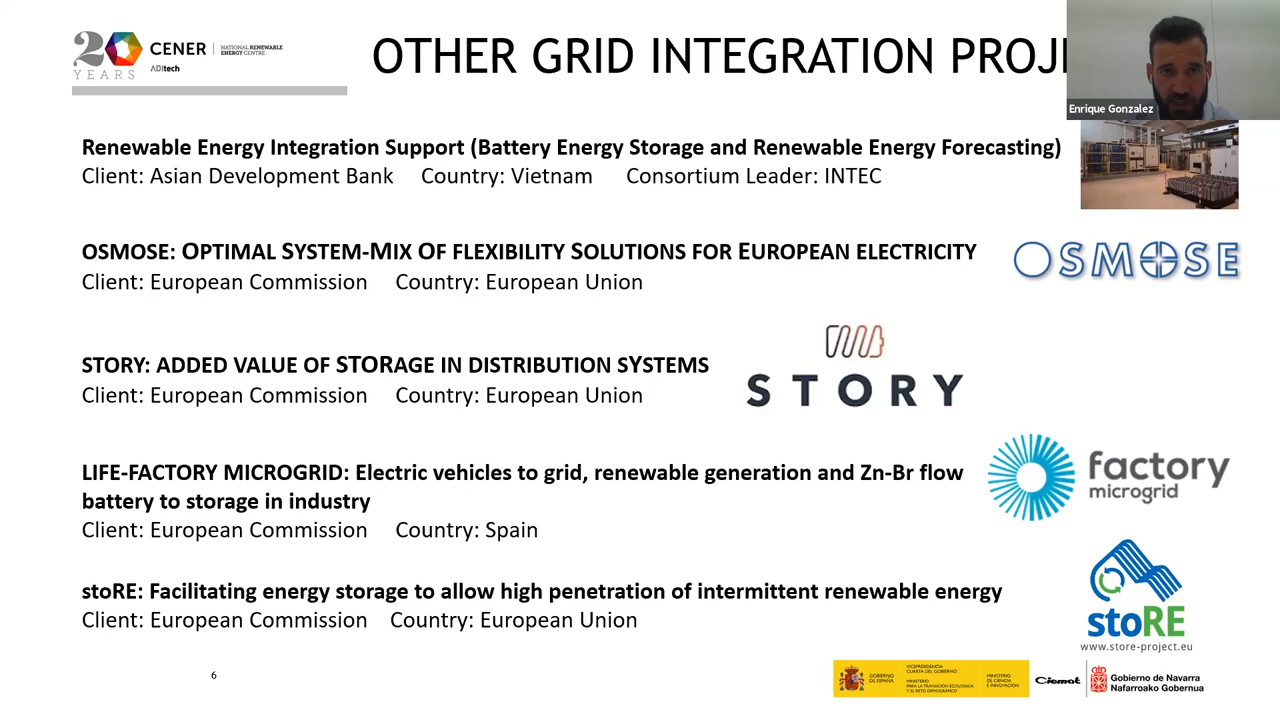 20 YEARS
CENER
NATIONAL RENEWABLE
ENERGY CENTRE
ADItech
OTHER GRID INTEGRATION PROJ
Enrique Gonzalez
Renewable Energy Integration Support (Battery Energy Storage and Renewable Energy Forecasting)
Client: Asian Development Bank Country: Vietnam Consortium Leader: INTEC
OSMOSE: OPTIMAL SYSTEM-MIX OF FLEXIBILITY SOLUTIONS FOR EUROPEAN ELECTRICITY
OSMOSE
Client: European Commission Country: European Union
STORY: ADDED VALUE OF STORAGE IN DISTRIBUTION sYSTEMS
STORY
Client: European Commission Country: European Union
LIFE-FACTORY MICROGRID: Electric vehicles to grid, renewable generation and Zn-Br flow
battery to storage in industry
factory
microgrid
Client: European Commission Country: Spain
stoRE: Facilitating energy storage to allow high penetration of intermittent renewable energy
Client: European Commission Country: European Union
stoRE
www.store-project.eu
6
GOBIERNO
DE ESPAÑA
VICEPRESIDENCIA
CUARTA DEL GOBIERNO
MINISTERIO
PARA LA TRANSICIÓN ECOLÓGICA
Y EL RETO DEMOGRÁFICO
MINISTERIO
DE CIENCIA
E INNOVACIÓN
Ciemat
Gobierno de Navarra
Nafarroako Gobernua